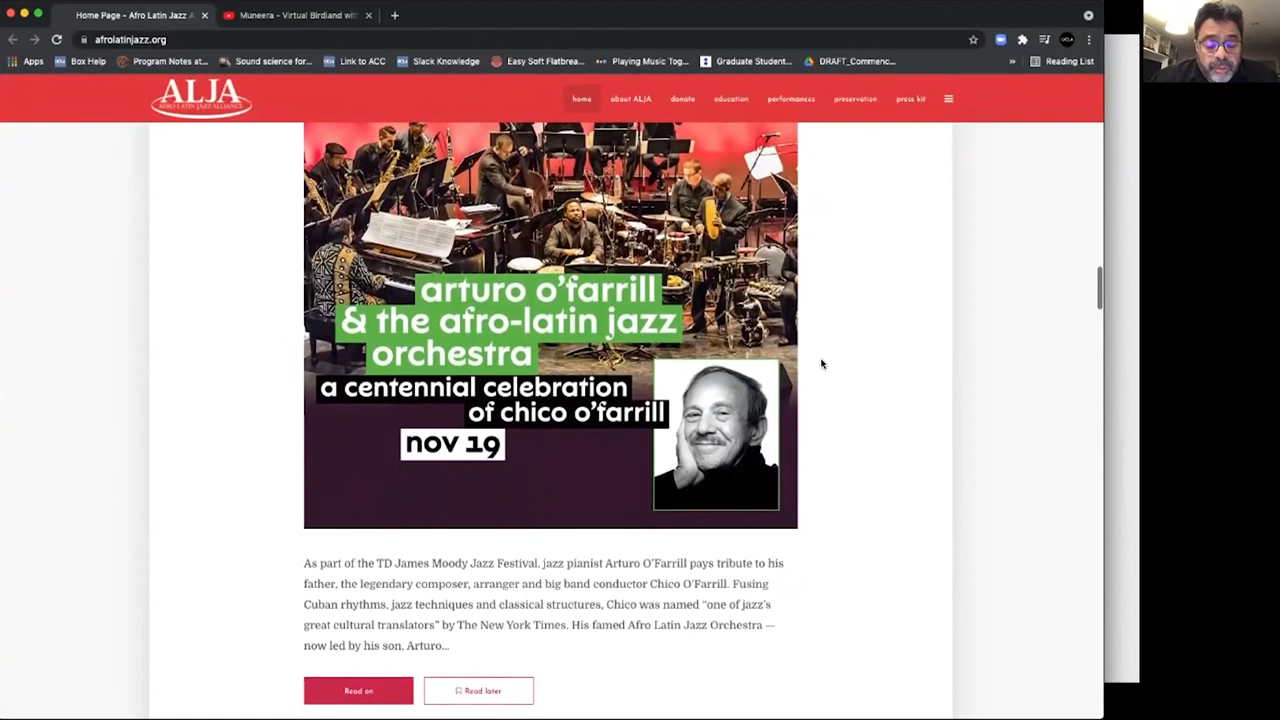 Home Page - Afro Latin Jazz A
Muneera - Virtual Birdland wit
afrolatinjazz.org
UCLA
Apps
Box Help
Program Notes at...
Sound science for...
Link to ACC
Slack Knowledge
Easy Soft Flatbrea...
Playing Music Tog...
Graduate Student...
DRAFT_Commenc...
»
Reading List
ALJA
AFRO LATIN JAZZ ALLIANCE
home
about ALJA
donate
education
performances
preservation
press kit
arturo o'farrill
& the afro-latin jazz
orchestra
a centennial celebration
of chico o'farrill
nov 19
As part of the TD James Moody Jazz Festival, jazz pianist Arturo O'Farrill pays tribute to his
father, the legendary composer, arranger and big band conductor Chico O'Farrill. Fusing
Cuban rhythms, jazz techniques and classical structures, Chico was named “one of jazz's
great cultural translators” by The New York Times. His famed Afro Latin Jazz Orchestra —
now led by his son, Arturo...
Read on
Read later